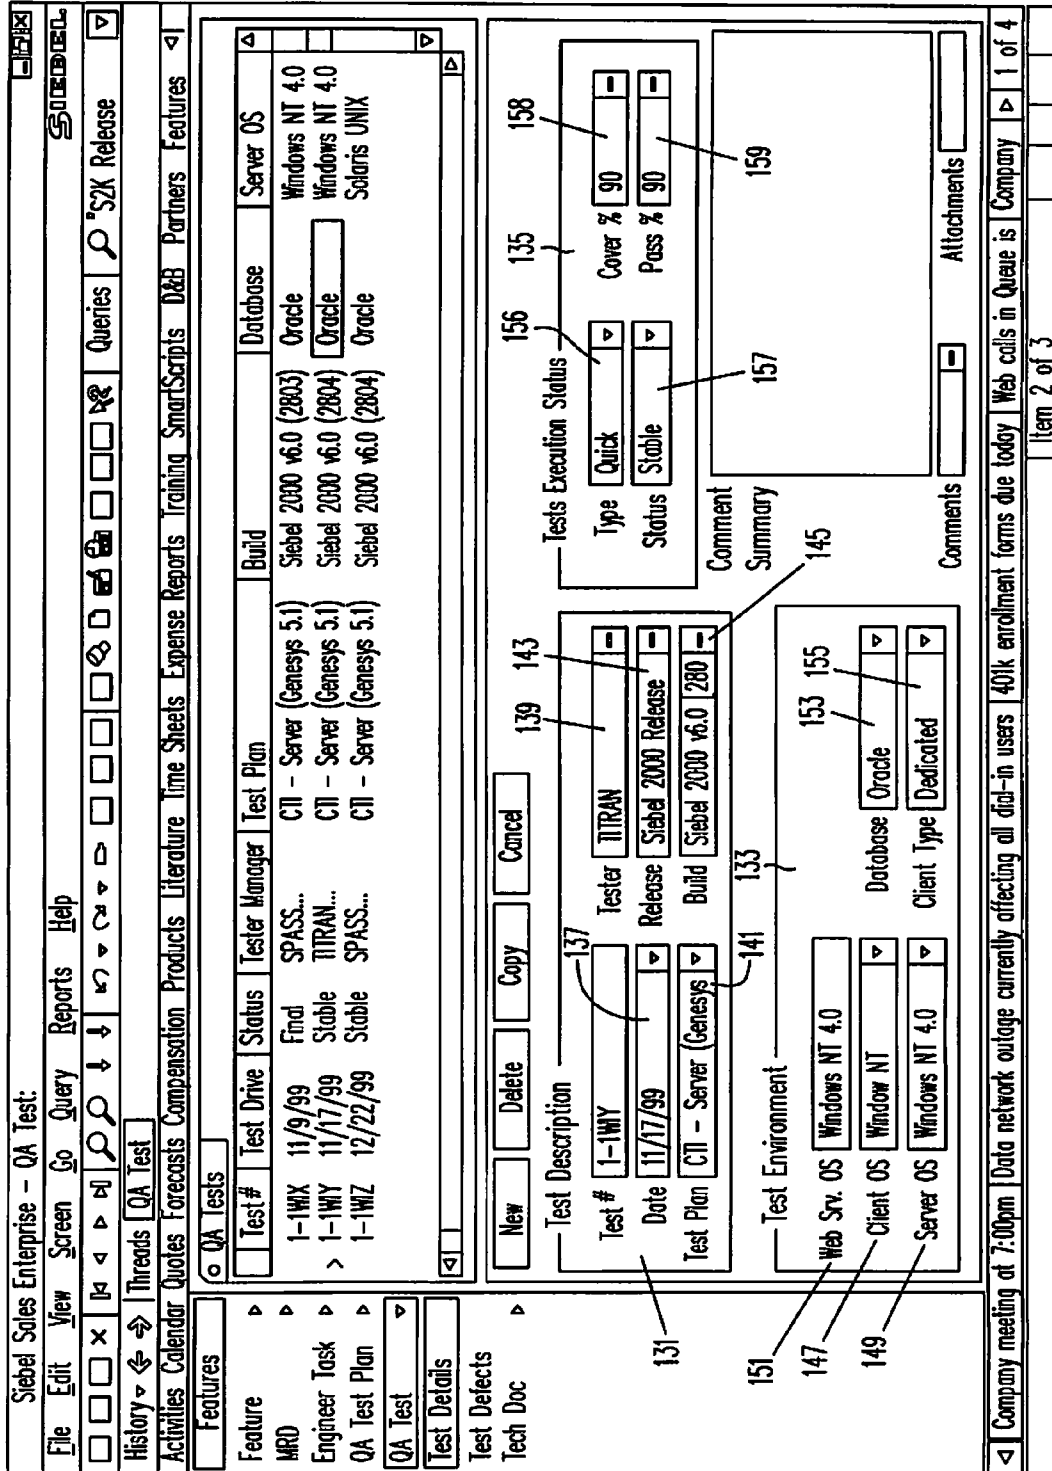 Siebel Sales Enterprise - QA Test:
File Edit View Screen Go Query Reports Help
SIEBEL
Queries "S2K Release
History Threads QA Test
Activities Calendar Quotes Forecasts Compensation Products Literature Time Sheets Expense Reports Training SmartScripts D&B Partners Features
Features
Feature
MRD
Engineer Task
QA Test Plan
QA Test
Test Details
Test Defects
Tech Doc
QA Tests
Test# Test Drive Status Tester Manager Test Plan Build Database Server OS
1-1WIX 11/9/99 Final SPASS... CTI - Server (Genesys 5.1) Siebel 2000 v6.0 (2803) Oracle Windows NT 4.0
> 1-1WIY 11/17/99 Stable TITRAN... CTI - Server (Genesys 5.1) Siebel 2000 v6.0 (2804) Oracle Windows NT 4.0
1-1WIZ 12/22/99 Stable SPASS... CTI - Server (Genesys 5.1) Siebel 2000 v6.0 (2804) Oracle Solaris UNIX
New Delete Copy Cancel
137 139 143 156 135 158
Test Description
Test # 1-1WIY Tester TITRAN
Date 11/17/99 Release Siebel 2000 Release
Test Plan CTI - Server (Genesys Build Siebel 2000 v6.0 280
131 141 133 145
Tests Execution Status
Type Quick Cover % 90
Status Stable Pass % 90
157 159
Test Environment
153 155
151 Web Srv. OS Windows NT 4.0 Database Oracle
147 Client OS Window NT Client Type Dedicated
149 Server OS Windows NT 4.0
Comment
Summary
Comments Attachments
Company meeting at 7:00pm Data network outage currently affecting all dial-in users 401k enrollment forms due today Web calls in Queue is Company 1 of 4
Item 2 of 3